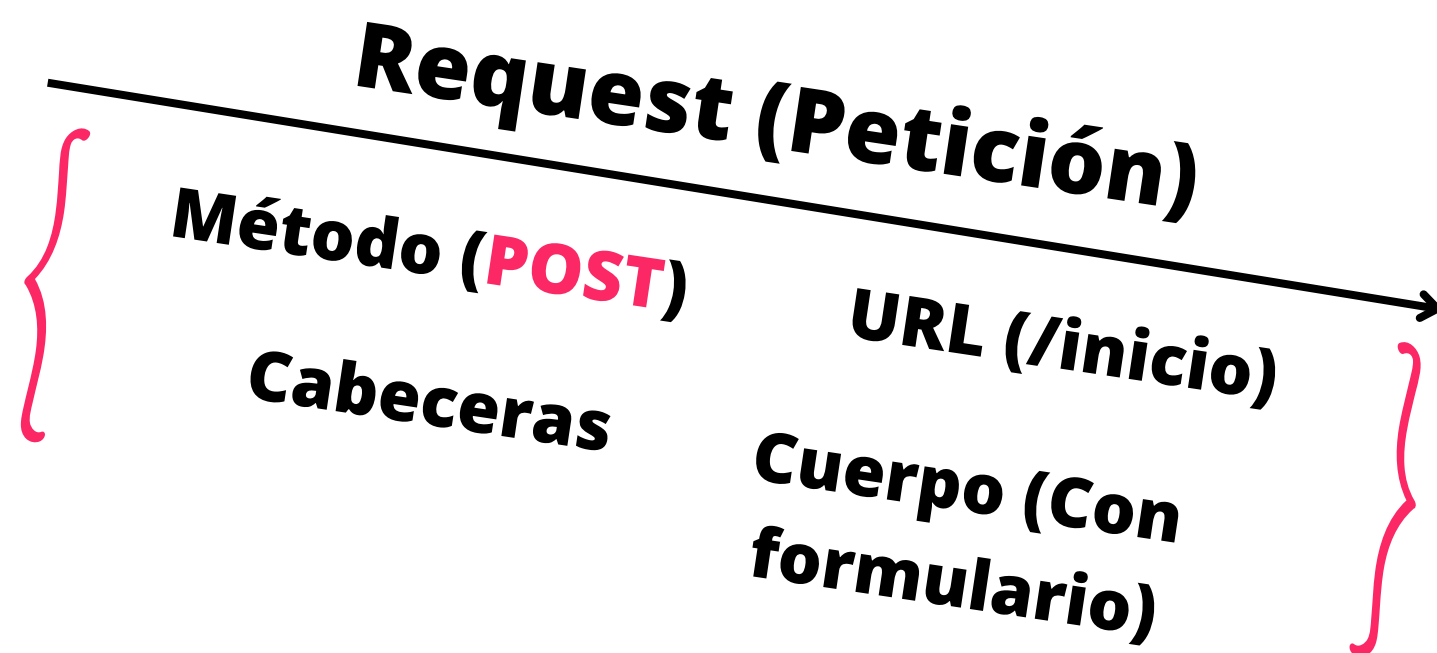 Request (Petición)
Método (POST)
URL (/inicio)
Cabeceras
Cuerpo (Con
formulario)